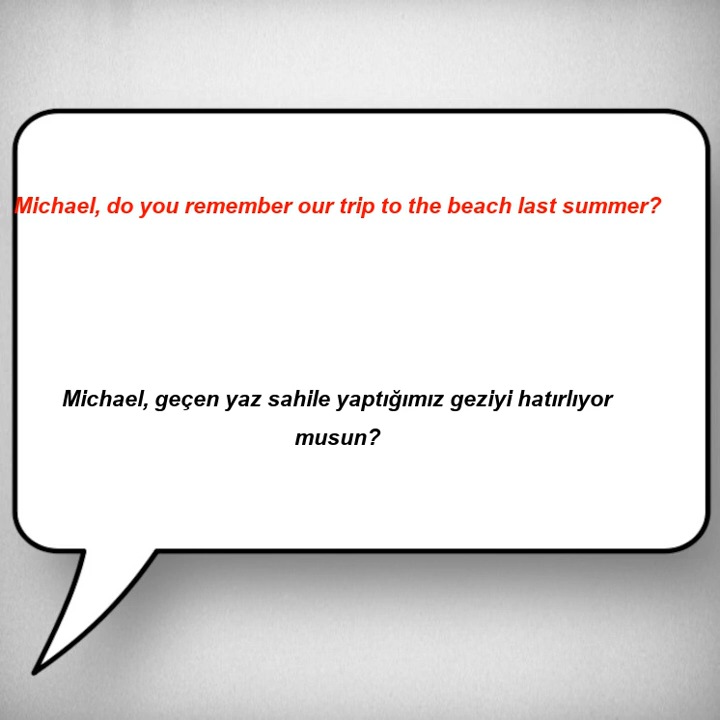 Michael, do you remember our trip to the beach last summer?
Michael, geçen yaz sahile yaptığımız geziyi hatırlıyor
musun?